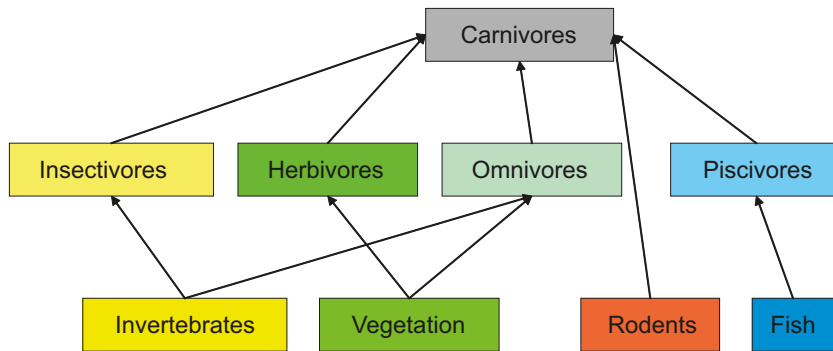 Carnivores
Insectivores
Herbivores
Omnivores
Piscivores
Invertebrates
Vegetation
Rodents
Fish